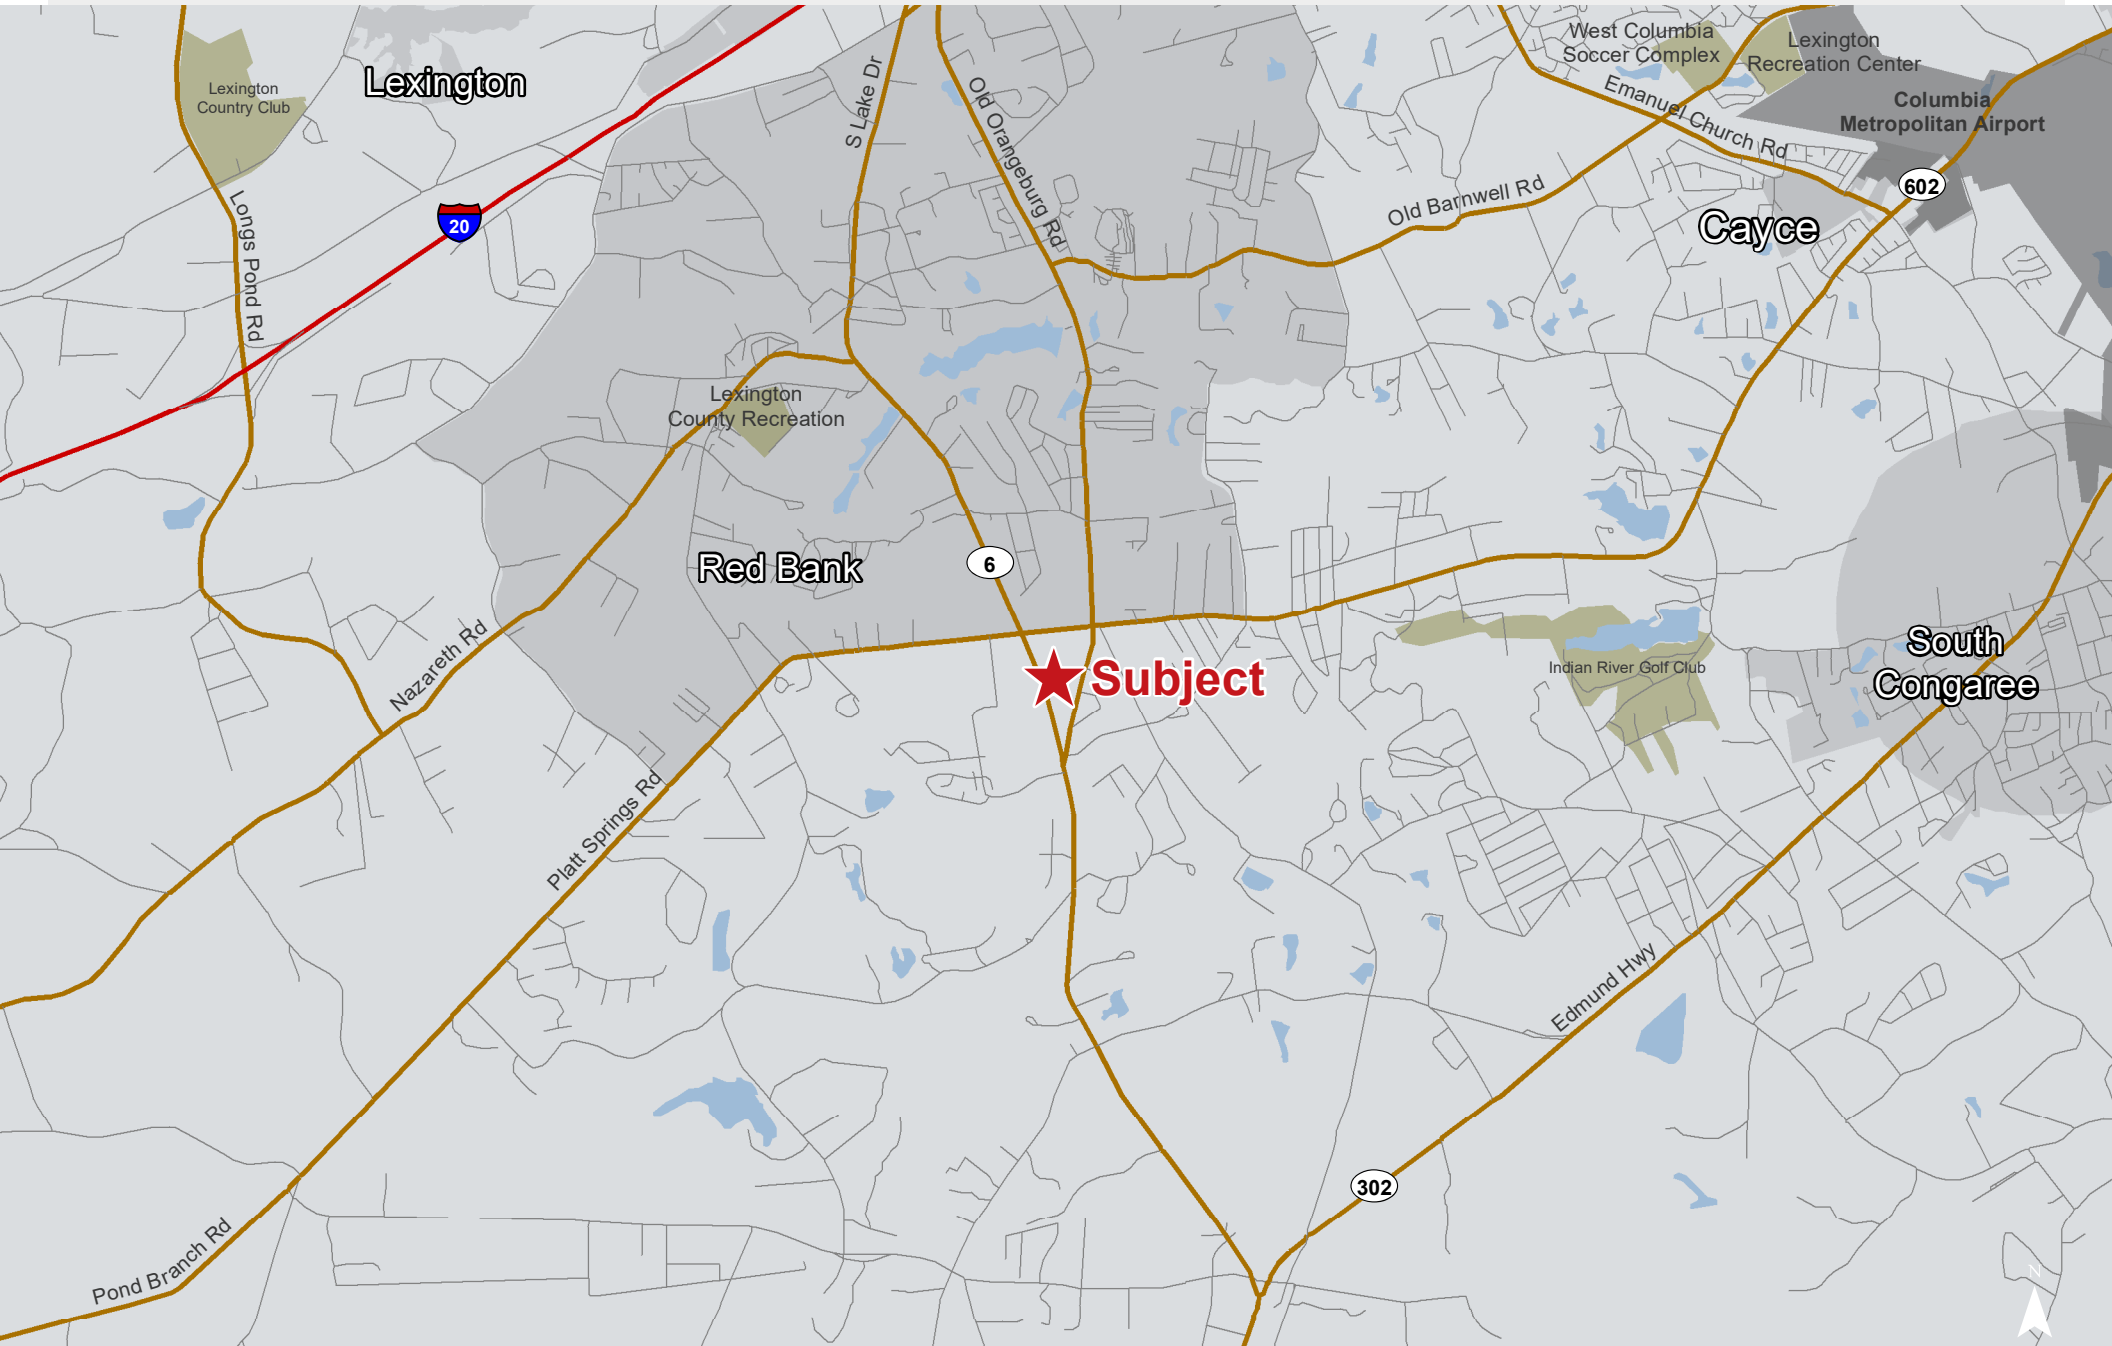 West Columbia
Soccer Complex
Lexington
Recreation Center
Lexington
Country Club
Lexington
S Lake Dr
Old Orangeburg Rd
Emanuel Church Rd
Columbia
Metropolitan Airport
602
Old Barnwell Rd
Cayce
Longs Pond Rd
20
Lexington
County Recreation
Red Bank
6
Nazareth Rd
Subject
Indian River Golf Club
South
Congaree
Platt Springs Rd
Edmund Hwy
302
Pond Branch Rd
N